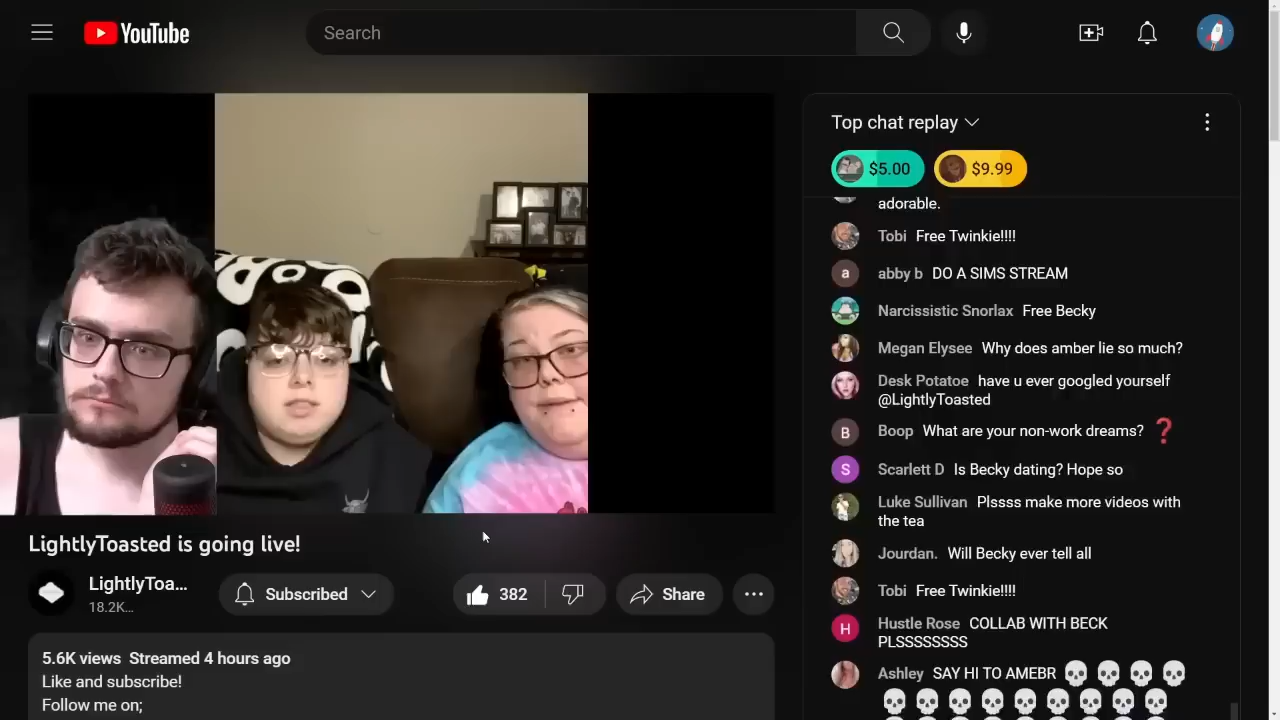 YouTube
Search
Top chat replay
$5.00
$9.99
adorable.
Tobi Free Twinkie!!!!
a
abby b DO A SIMS STREAM
Narcissistic Snorlax Free Becky
Megan Elysee Why does amber lie so much?
Desk Potatoe have u ever googled yourself
@LightlyToasted
B
Boop What are your non-work dreams? ❓
S
Scarlett D Is Becky dating? Hope so
Luke Sullivan Plssss make more videos with
the tea
Jourdan. Will Becky ever tell all
Tobi Free Twinkie!!!!
H
Hustle Rose COLLAB WITH BECK
PLSSSSSSSS
Ashley SAY HI TO AMEBR 💀💀💀💀
💀💀💀💀💀💀💀💀💀
LightlyToasted is going live!
LightlyToa...
18.2K...
Subscribed
382
Share
5.6K views Streamed 4 hours ago
Like and subscribe!
Follow me on;